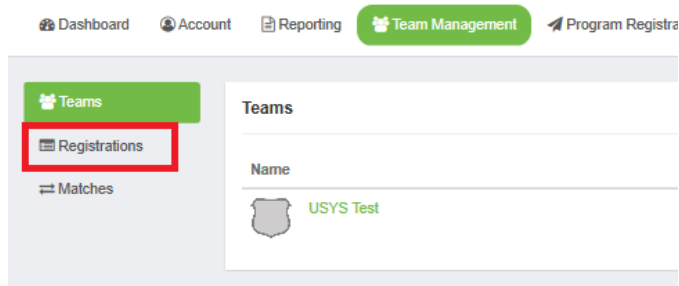 Dashboard Account Reporting Team Management Program Registra
Teams
Registrations
Matches
Teams
Name
USYS Test